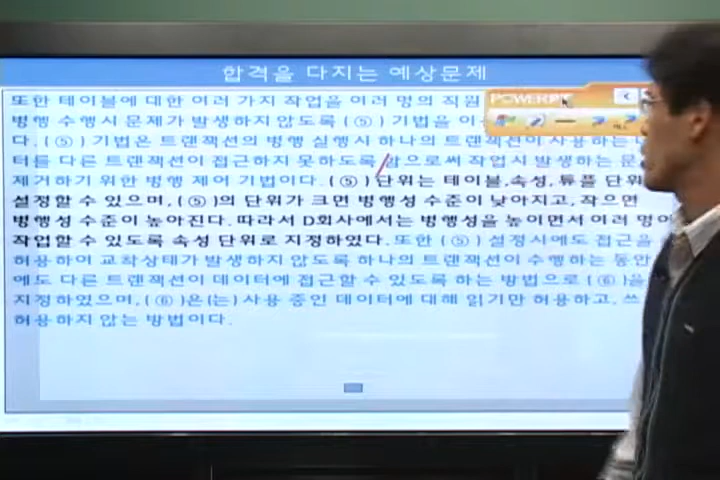 합격을 다지는 예상문제
또한 테이블에 대한 여러 가지 작업을 여러 명의 직원
병행 수행시 문제가 발생하지 않도록 ( ⑤ ) 기법을
다. ( ⑤ ) 기법은 트랜잭션의 병행 실행시 하나의 트랜잭션이 사용하는
터를 다른 트랜잭션이 접근하지 못하도록 함으로써 작업시 발생하는
제거하기 위한 병행 제어 기법이다. ( ⑤ ) 단위는 테이블,속성,튜플 단위
설정할 수 있으며, ( ⑤ )의 단위가 크면 병행성 수준이 낮아지고, 작으면
병행성 수준이 높아진다. 따라서 D회사에서는 병행성을 높이면서 여러 명이
작업할 수 있도록 속성 단위로 지정하였다. 또한 ( ⑤ ) 설정시에도 접근을
허용하여 교착상태가 발생하지 않도록 하나의 트랜잭션이 수행하는 동안
에도 다른 트랜잭션이 데이터에 접근할 수 있도록 하는 방법으로 ( ⑥ )을
지정하였으며, ( ⑥ )은(는) 사용 중인 데이터에 대해 읽기만 허용하고, 쓰
허용하지 않는 방법이다.